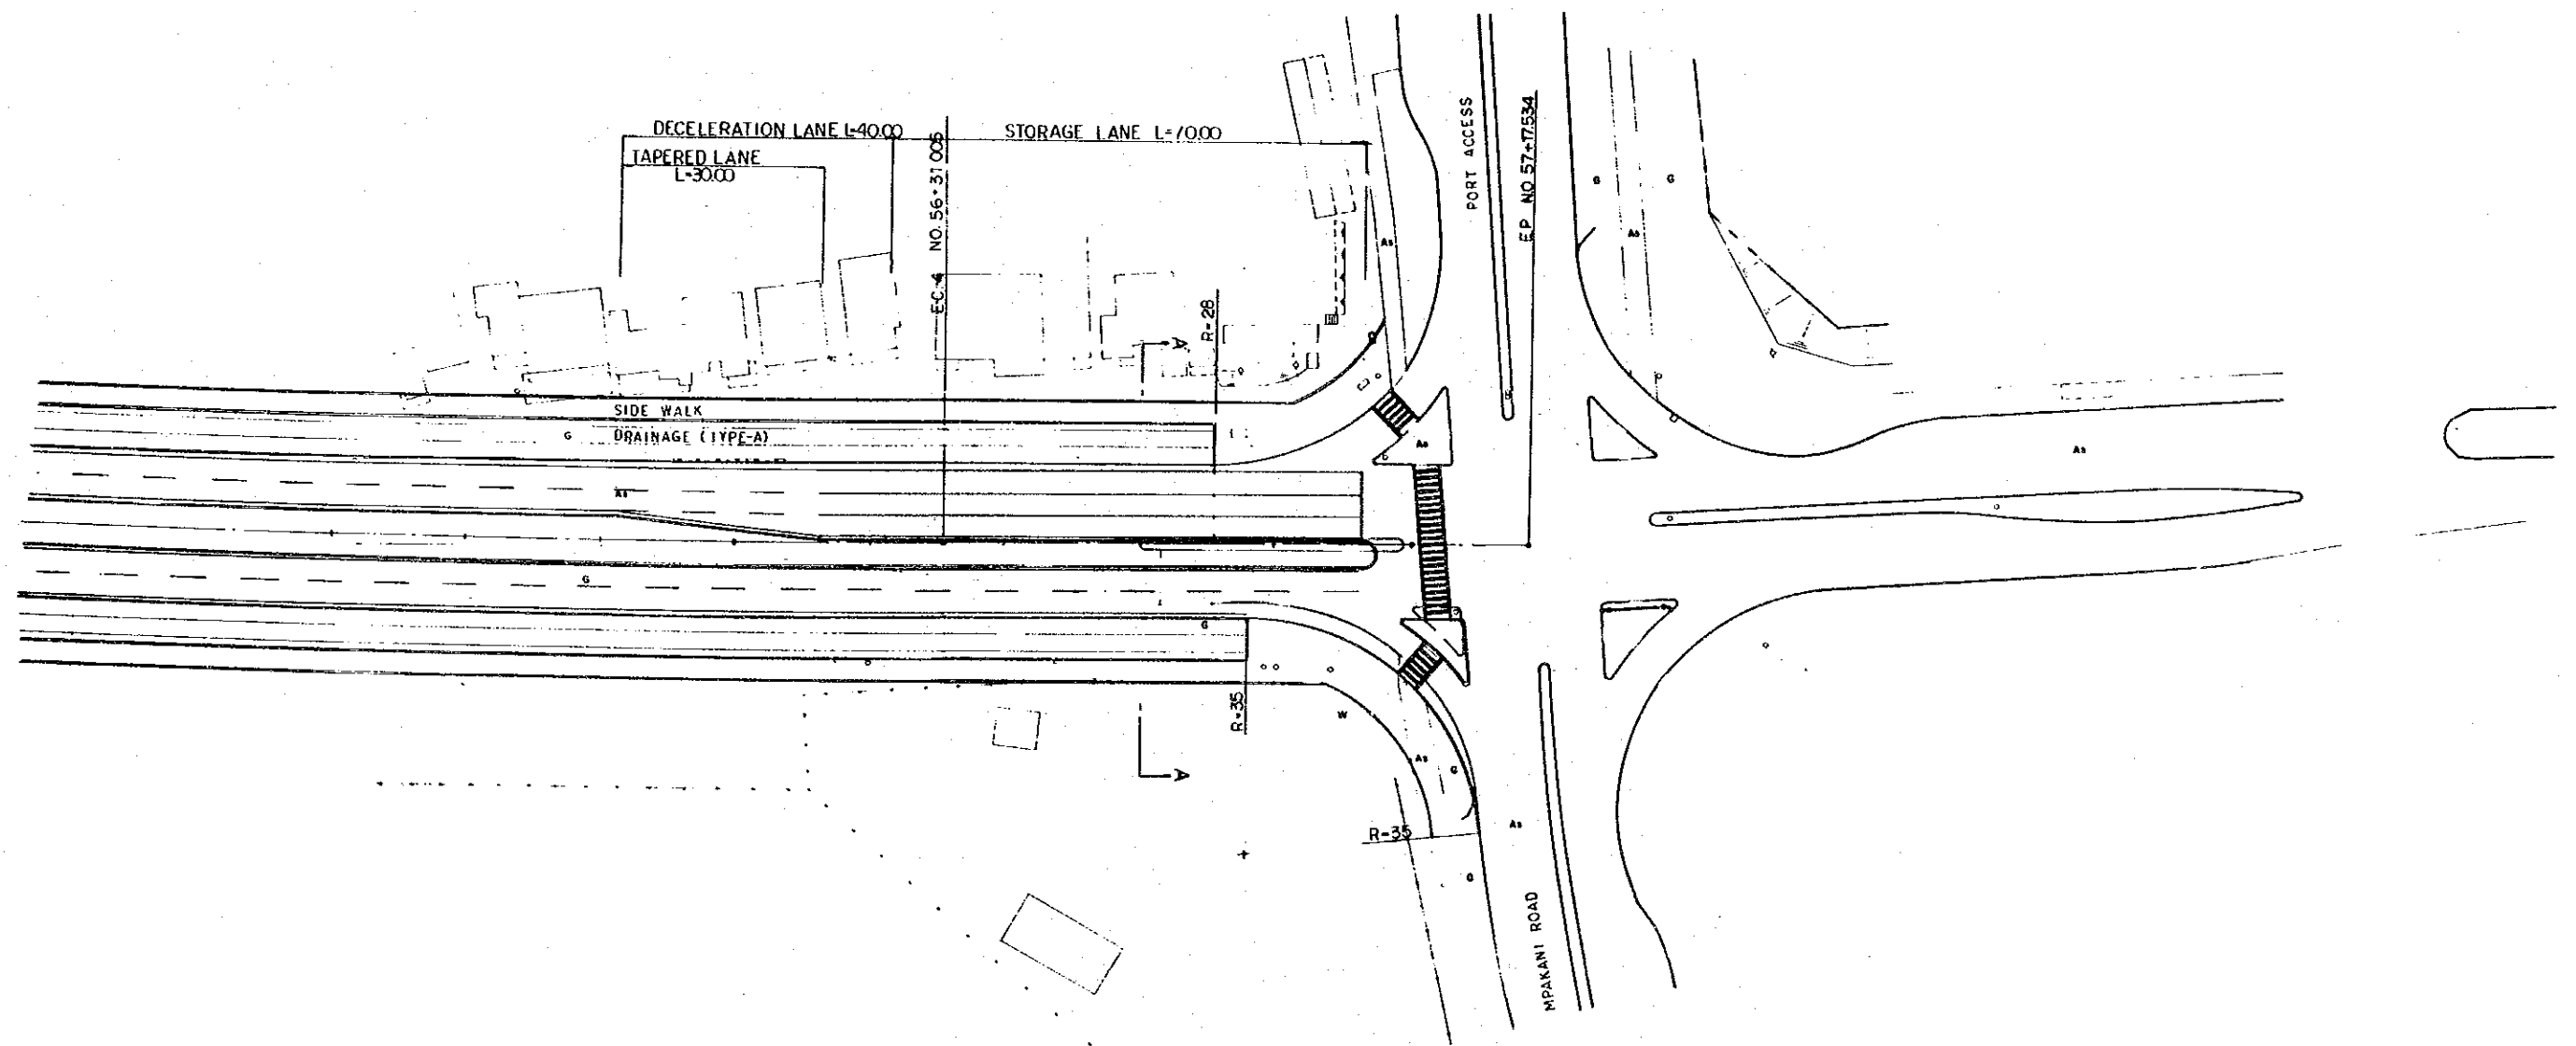 DECELERATION LANE L=40.00
STORAGE LANE L=70.00
TAPERED LANE
L=30.00
E.C.4 NO.56+31.005
PORT ACCESS
E.P NO 57+17.534
R=28
A
SIDE WALK
G DRAINAGE (TYPE-A)
As
G
G
R=35
A
W
As
G
R=35
As
G
MPAKANI ROAD
As
As
G
G
As
As